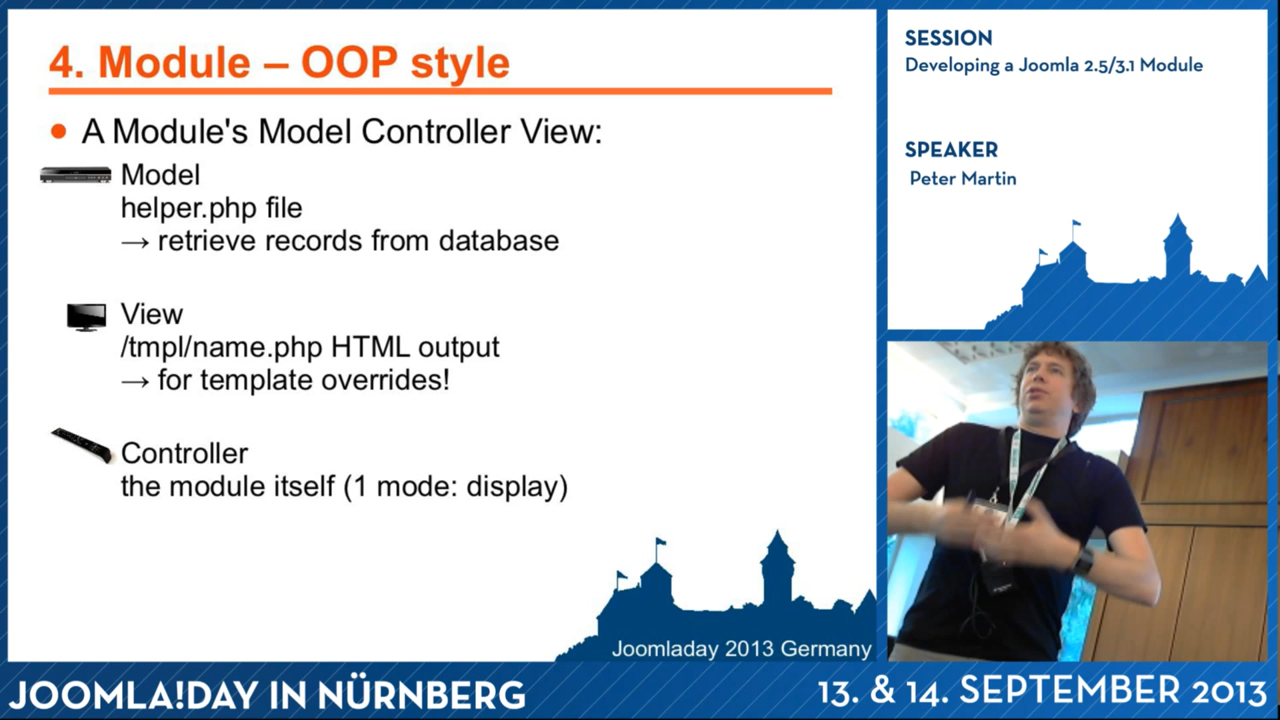 4. Module – OOP style
● A Module's Model Controller View:
Model
helper.php file
→ retrieve records from database
View
/tmpl/name.php HTML output
→ for template overrides!
Controller
the module itself (1 mode: display)
Joomladay 2013 Germany
SESSION
Developing a Joomla 2.5/3.1 Module
SPEAKER
Peter Martin
JOOMLA!DAY IN NÜRNBERG
13. & 14. SEPTEMBER 2013